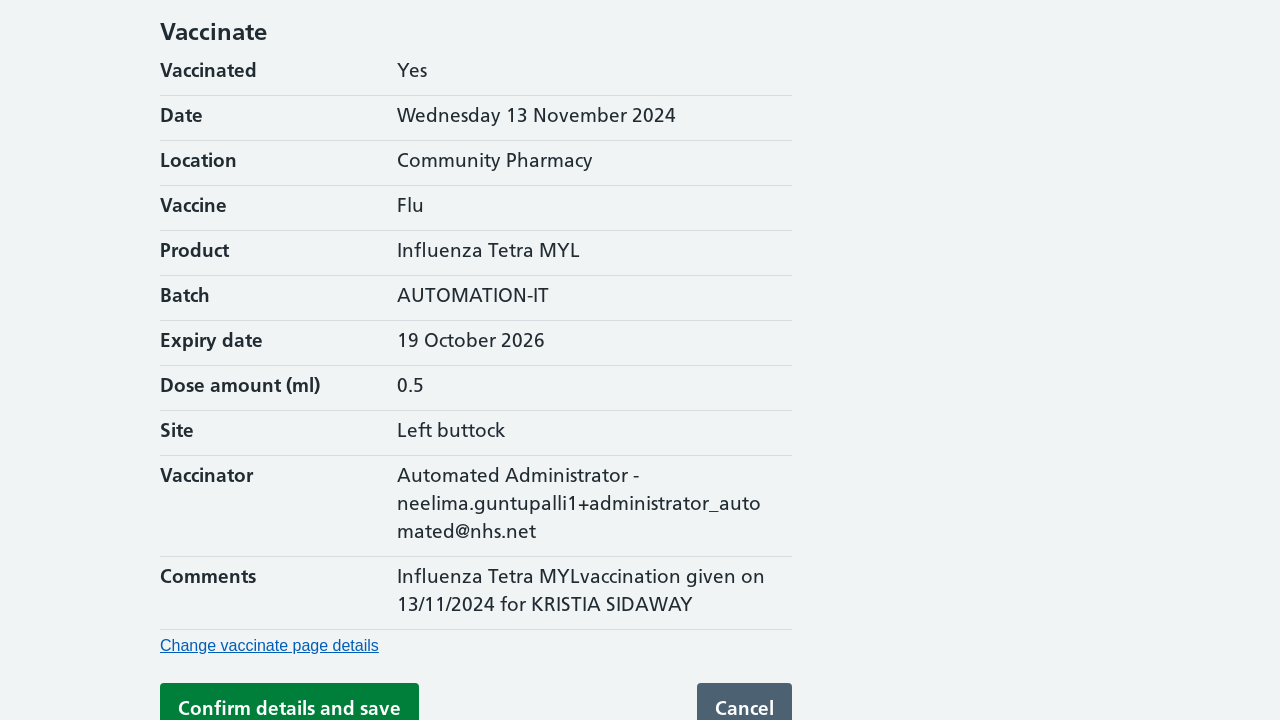 Vaccinate
Vaccinated Yes
Date Wednesday 13 November 2024
Location Community Pharmacy
Vaccine Flu
Product Influenza Tetra MYL
Batch AUTOMATION-IT
Expiry date 19 October 2026
Dose amount (ml) 0.5
Site Left buttock
Vaccinator Automated Administrator -
neelima.guntupalli1+administrator_auto
mated@nhs.net
Comments Influenza Tetra MYLvaccination given on
13/11/2024 for KRISTIA SIDAWAY
Change vaccinate page details
Confirm details and save Cancel